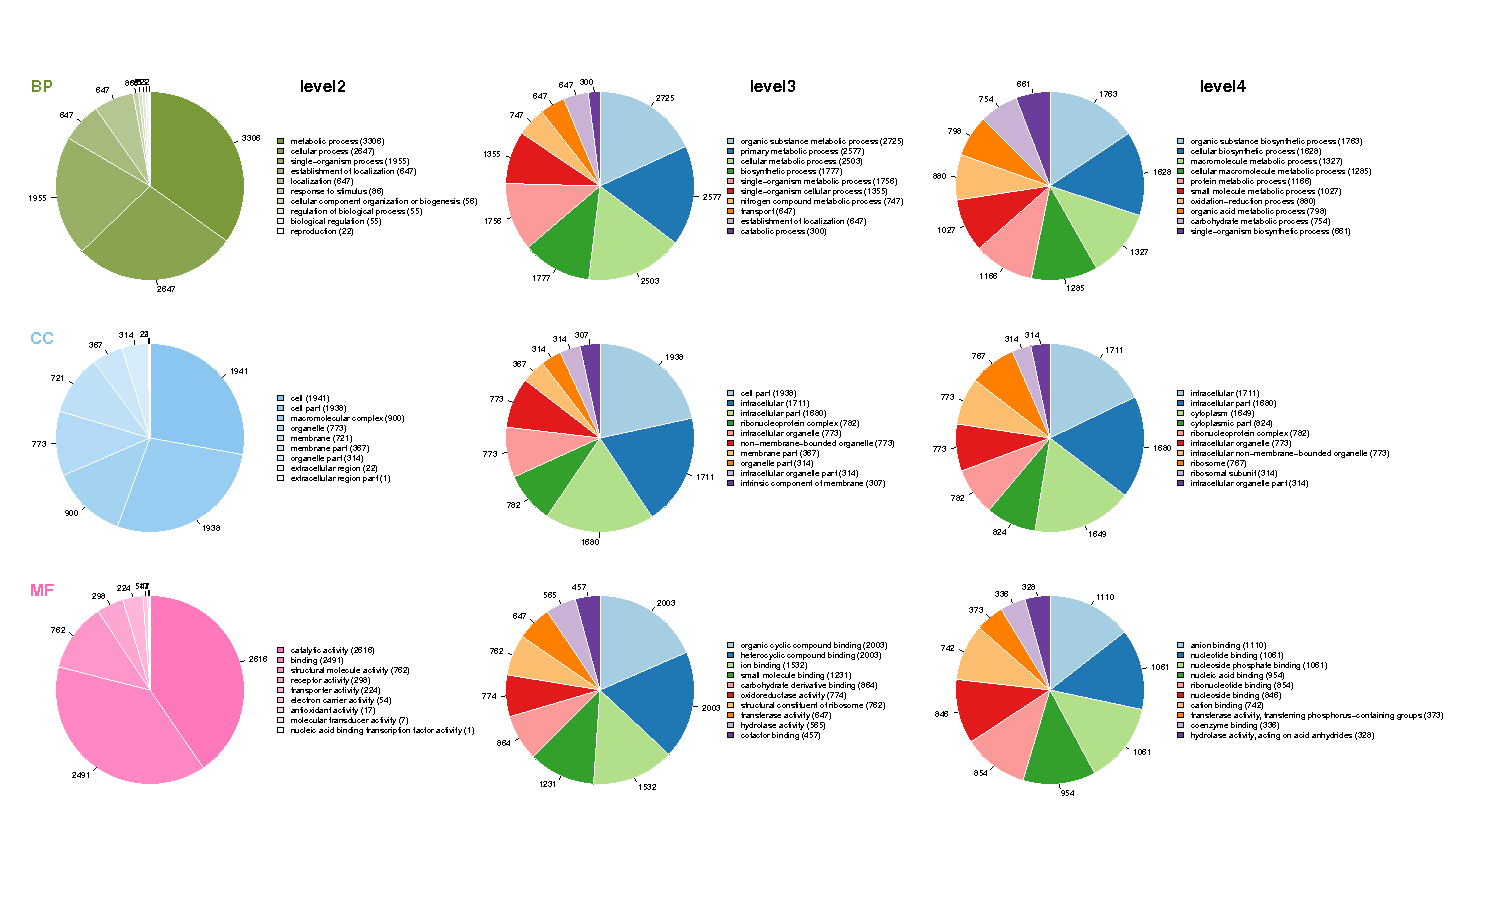 BP
level2
level3
level4
3306
2647
1955
647
647
metabolic process (3306)
cellular process (2647)
single-organism process (1955)
establishment of localization (647)
localization (647)
response to stimulus (86)
cellular component organization or biogenesis (56)
regulation of biological process (55)
biological regulation (55)
reproduction (22)
2725
2577
2503
1777
1756
1355
747
647
647
300
organic substance metabolic process (2725)
primary metabolic process (2577)
cellular metabolic process (2503)
biosynthetic process (1777)
single-organism metabolic process (1756)
single-organism cellular process (1355)
nitrogen compound metabolic process (747)
transport (647)
establishment of localization (647)
catabolic process (300)
1763
1628
1327
1285
1166
1027
880
798
754
661
organic substance biosynthetic process (1763)
cellular biosynthetic process (1628)
macromolecule metabolic process (1327)
cellular macromolecule metabolic process (1285)
protein metabolic process (1166)
small molecule metabolic process (1027)
oxidation-reduction process (880)
organic acid metabolic process (798)
carbohydrate metabolic process (754)
single-organism biosynthetic process (661)
CC
1941
1938
900
773
721
367
314
cell (1941)
cell part (1938)
macromolecular complex (900)
organelle (773)
membrane (721)
membrane part (367)
organelle part (314)
extracellular region (22)
extracellular region part (1)
1938
1711
1680
782
773
773
367
314
314
307
cell part (1938)
intracellular (1711)
intracellular part (1680)
ribonucleoprotein complex (782)
intracellular organelle (773)
non-membrane-bounded organelle (773)
membrane part (367)
organelle part (314)
intracellular organelle part (314)
intrinsic component of membrane (307)
1711
1680
1649
824
782
773
773
767
314
314
intracellular (1711)
intracellular part (1680)
cytoplasm (1649)
cytoplasmic part (824)
ribonucleoprotein complex (782)
intracellular organelle (773)
intracellular non-membrane-bounded organelle (773)
ribosome (767)
ribosomal subunit (314)
intracellular organelle part (314)
MF
2616
2491
762
298
224
catalytic activity (2616)
binding (2491)
structural molecule activity (762)
receptor activity (298)
transporter activity (224)
electron carrier activity (54)
antioxidant activity (17)
molecular transducer activity (7)
nucleic acid binding transcription factor activity (1)
2003
2003
1532
1231
864
774
762
647
565
457
organic cyclic compound binding (2003)
heterocyclic compound binding (2003)
ion binding (1532)
small molecule binding (1231)
carbohydrate derivative binding (864)
oxidoreductase activity (774)
structural constituent of ribosome (762)
transferase activity (647)
hydrolase activity (565)
cofactor binding (457)
1110
1061
1061
954
854
846
742
373
336
328
anion binding (1110)
nucleotide binding (1061)
nucleoside phosphate binding (1061)
nucleic acid binding (954)
ribonucleotide binding (854)
nucleoside binding (846)
cation binding (742)
transferase activity, transferring phosphorus-containing groups (373)
coenzyme binding (336)
hydrolase activity, acting on acid anhydrides (328)